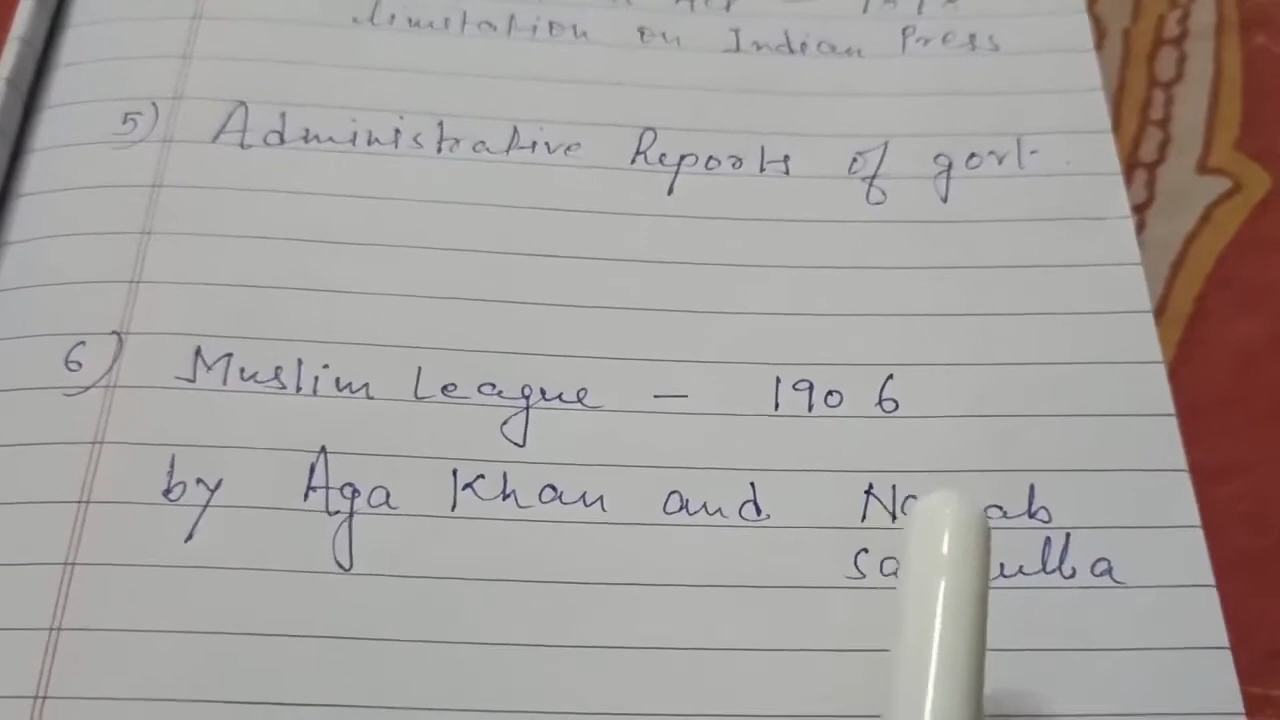 limitation on Indian Press
5) Administrative Reports of govt.
6) Muslim League - 1906
by Aga Khan and